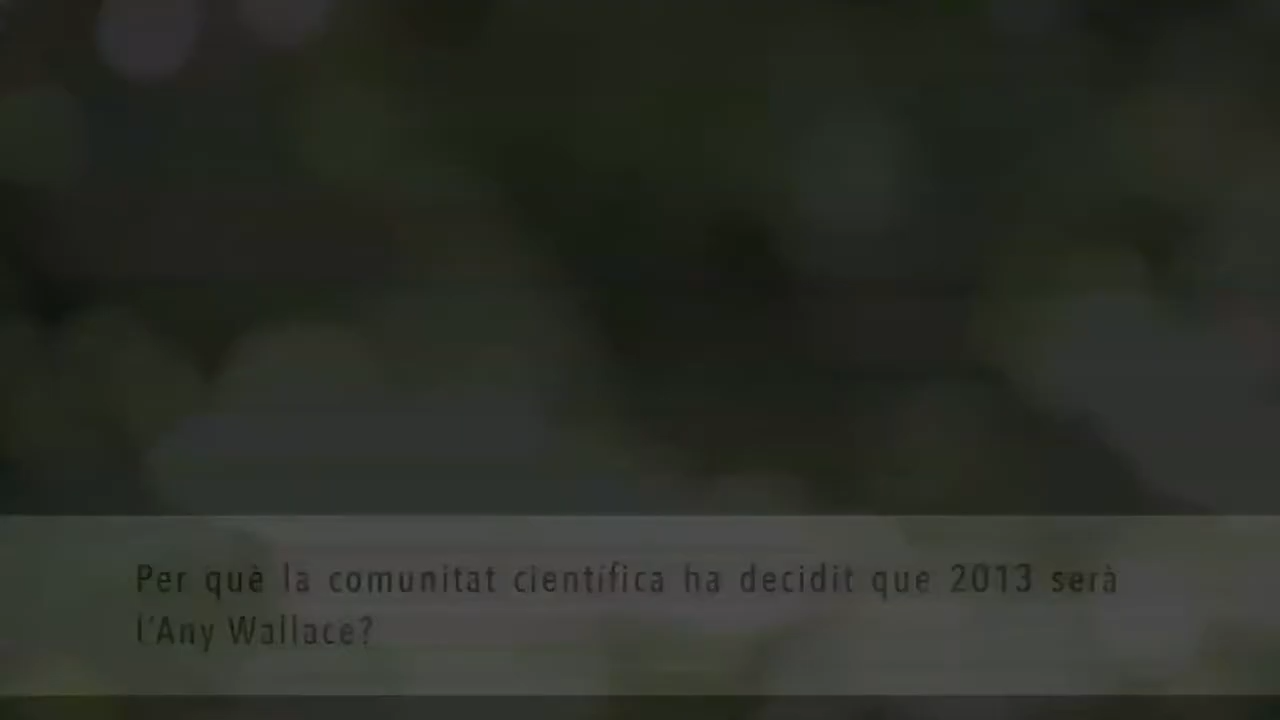 Per què la comunitat científica ha decidit que 2013 serà
l'Any Wallace?